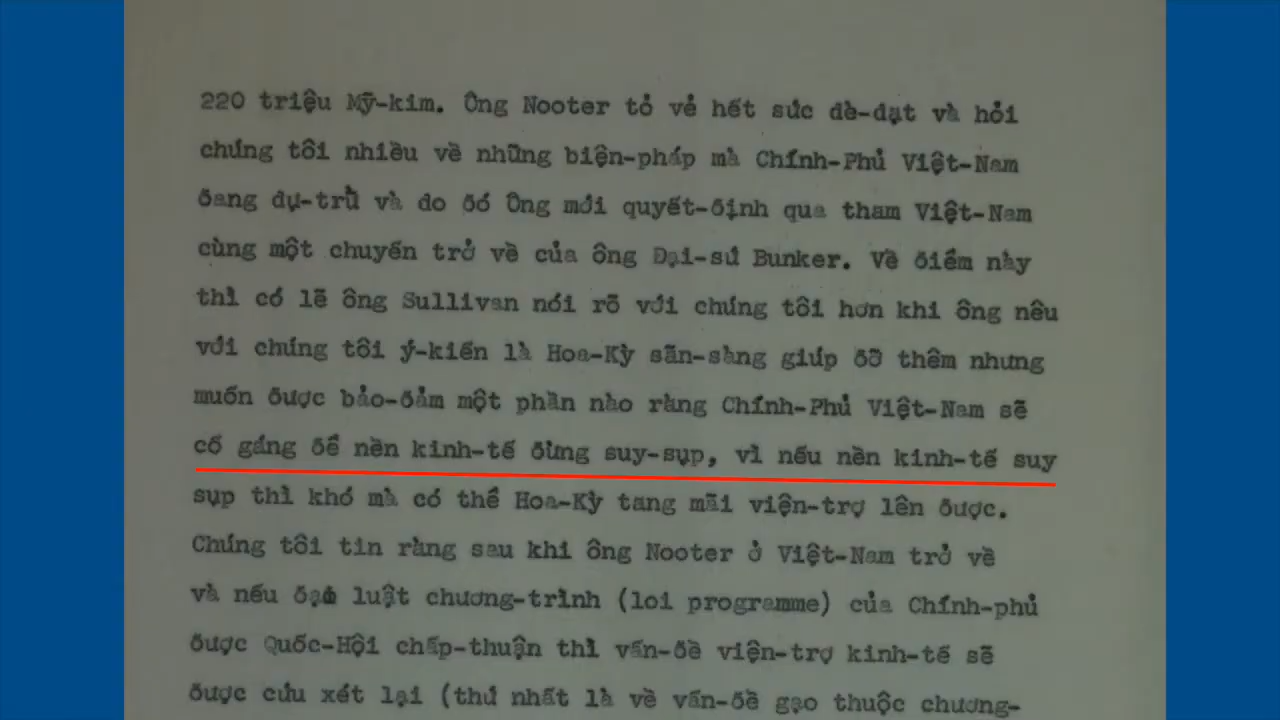 220 triệu Mỹ-kim. Ông Nooter tỏ vẻ hết sức dè-dạt và hỏi
chúng tôi nhiều về những biện-pháp mà Chính-Phủ Việt-Nam
đang dự-trữ và do đó Ông mới quyết-định qua tham Việt-Nam
cùng một chuyến trở về của ông Đại-sứ Bunker. Về điểm này
thì có lẽ ông Sullivan nói rõ với chúng tôi hơn khi ông nêu
với chúng tôi ý-kiến là Hoa-Kỳ sẵn-sàng giúp đỡ thêm nhưng
muốn được bảo-đảm một phần nào rằng Chính-Phủ Việt-Nam sẽ
cố gắng để nền kinh-tế đừng suy-sụp, vì nếu nền kinh-tế suy
sụp thì khó mà có thể Hoa-Kỳ tang mãi viện-trợ lên được.
Chúng tôi tin rằng sau khi ông Nooter ở Việt-Nam trở về
và nếu đạo luật chương-trình (loi programme) của Chính-phủ
được Quốc-Hội chấp-thuận thì vấn-đề viện-trợ kinh-tế sẽ
được cứu xét lại (thứ nhất là về vấn-đề gạo thuộc chương-